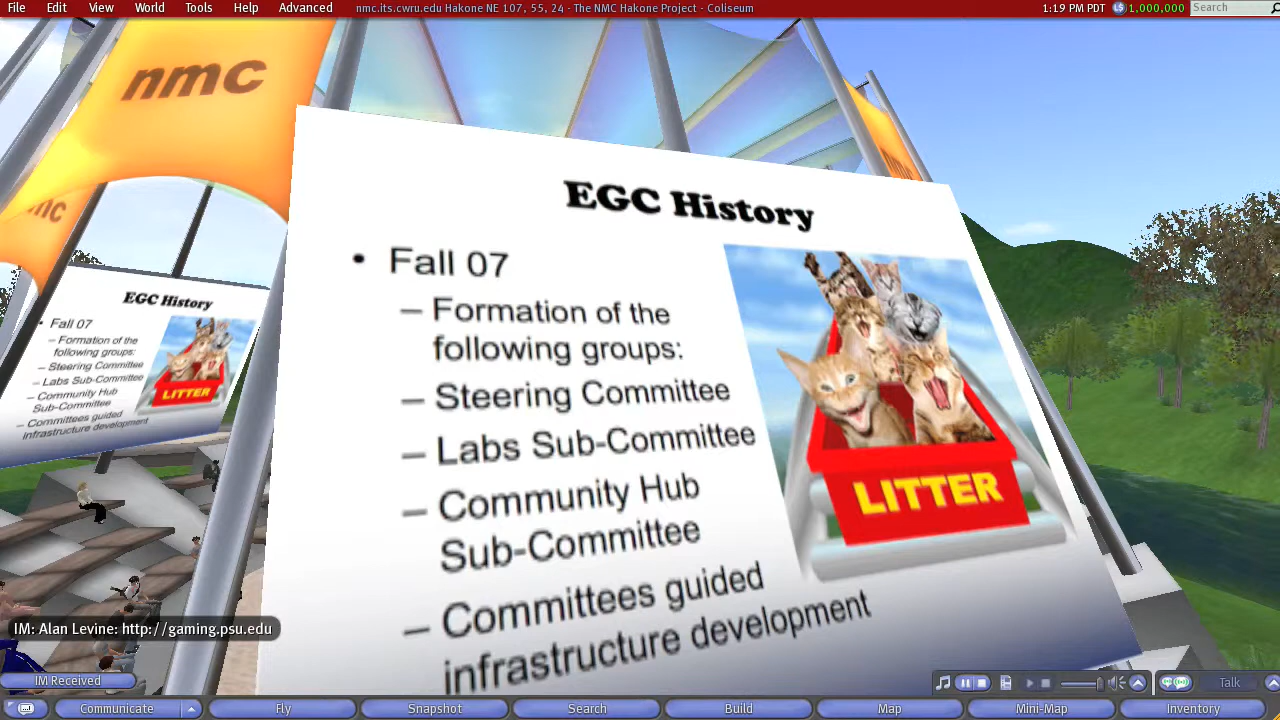 File Edit View World Tools Help Advanced nmc.its.cwru.edu Hakone NE 107, 55, 24 - The NMC Hakone Project - Coliseum 1:19 PM PDT L$ 1,000,000 Search
nmc
nmc
EGC History
• Fall 07
– Formation of the
following groups:
– Steering Committee
– Labs Sub-Committee
– Community Hub
Sub-Committee
– Committees guided
infrastructure development
LITTER
EGC History
• Fall 07
– Formation of the
following groups:
– Steering Committee
– Labs Sub-Committee
– Community Hub
Sub-Committee
– Committees guided
infrastructure development
LITTER
IM: Alan Levine: http://gaming.psu.edu
IM Received
Talk
Communicate Fly Snapshot Search Build Map Mini-Map Inventory